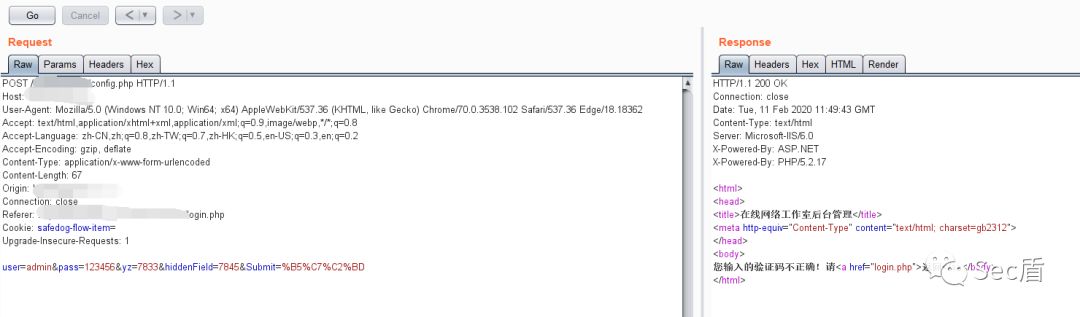 Go Cancel < >
Request
Raw Params Headers Hex
POST / /config.php HTTP/1.1
Host:
User-Agent: Mozilla/5.0 (Windows NT 10.0; Win64; x64) AppleWebKit/537.36 (KHTML, like Gecko) Chrome/70.0.3538.102 Safari/537.36 Edge/18.18362
Accept: text/html,application/xhtml+xml,application/xml;q=0.9,image/webp,*/*;q=0.8
Accept-Language: zh-CN,zh;q=0.8,zh-TW;q=0.7,zh-HK;q=0.5,en-US;q=0.3,en;q=0.2
Accept-Encoding: gzip, deflate
Content-Type: application/x-www-form-urlencoded
Content-Length: 67
Origin:
Connection: close
Referer: /login.php
Cookie: safedog-flow-item=
Upgrade-Insecure-Requests: 1
user=admin&pass=123456&yz=7833&hiddenField=7845&Submit=%B5%C7%C2%BD
Response
Raw Headers Hex HTML Render
HTTP/1.1 200 OK
Connection: close
Date: Tue, 11 Feb 2020 11:49:43 GMT
Content-Type: text/html
Server: Microsoft-IIS/6.0
X-Powered-By: ASP.NET
X-Powered-By: PHP/5.2.17
<html>
<head>
<title>在线网络工作室后台管理</title>
<meta http-equiv="Content-Type" content="text/html; charset=gb2312">
</head>
<body>
您输入的验证码不正确！请<a href="login.php"> </body>
</html>
Sec盾